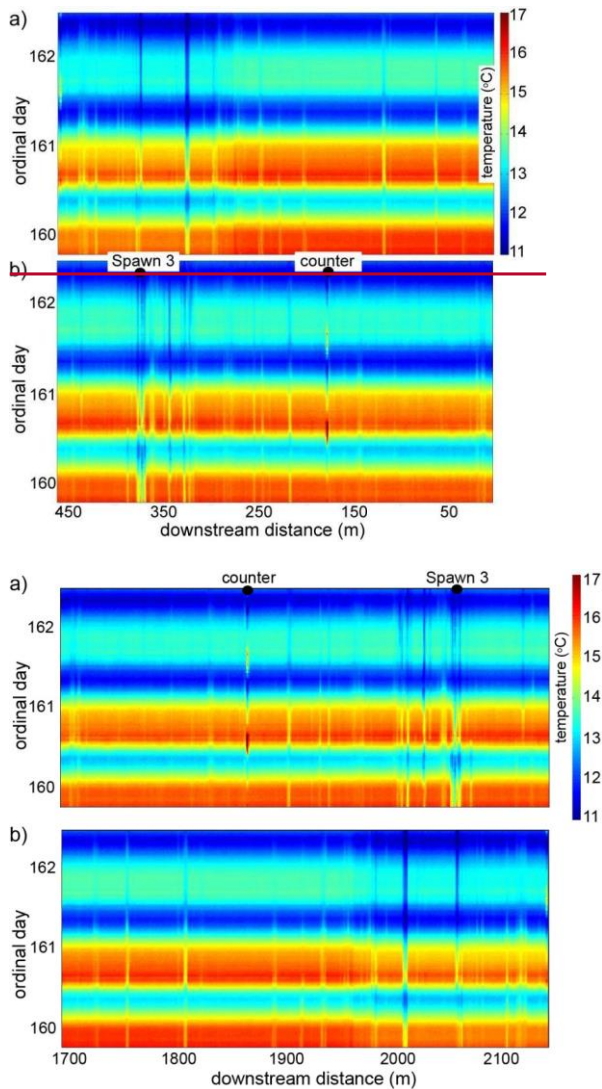 a)
17
16
15
14
13
12
11
temperature (°C)
162
161
160
ordinal day
b)
Spawn 3
counter
162
161
160
ordinal day
450 350 250 150 50
downstream distance (m)
a)
counter
Spawn 3
162
161
160
ordinal day
17
16
15
14
13
12
11
temperature (°C)
b)
162
161
160
ordinal day
1700 1800 1900 2000 2100
downstream distance (m)